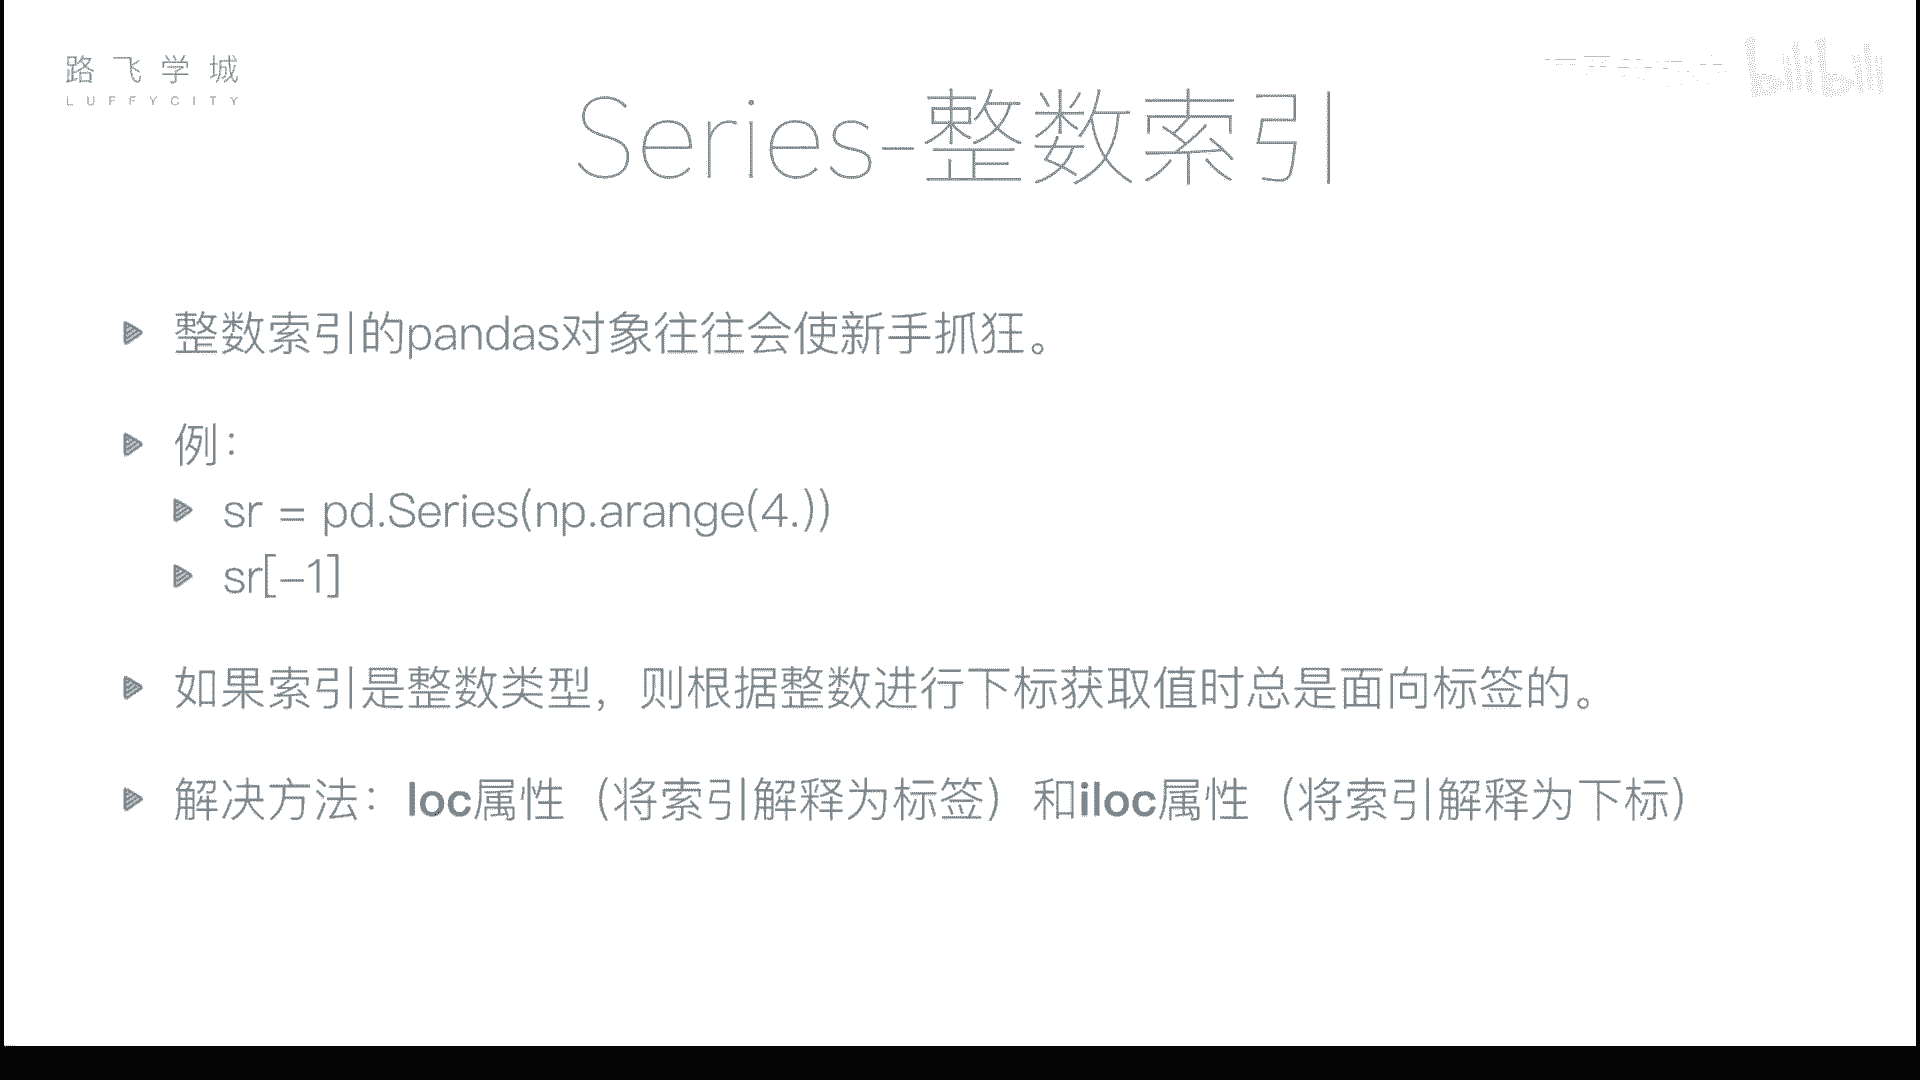 路飞学城
LUFFYCITY
bilibili
Series-整数索引
整数索引的pandas对象往往会使新手抓狂。
例：
sr = pd.Series(np.arange(4.))
sr[-1]
如果索引是整数类型，则根据整数进行下标获取值时总是面向标签的。
解决方法：loc属性（将索引解释为标签）和iloc属性（将索引解释为下标）